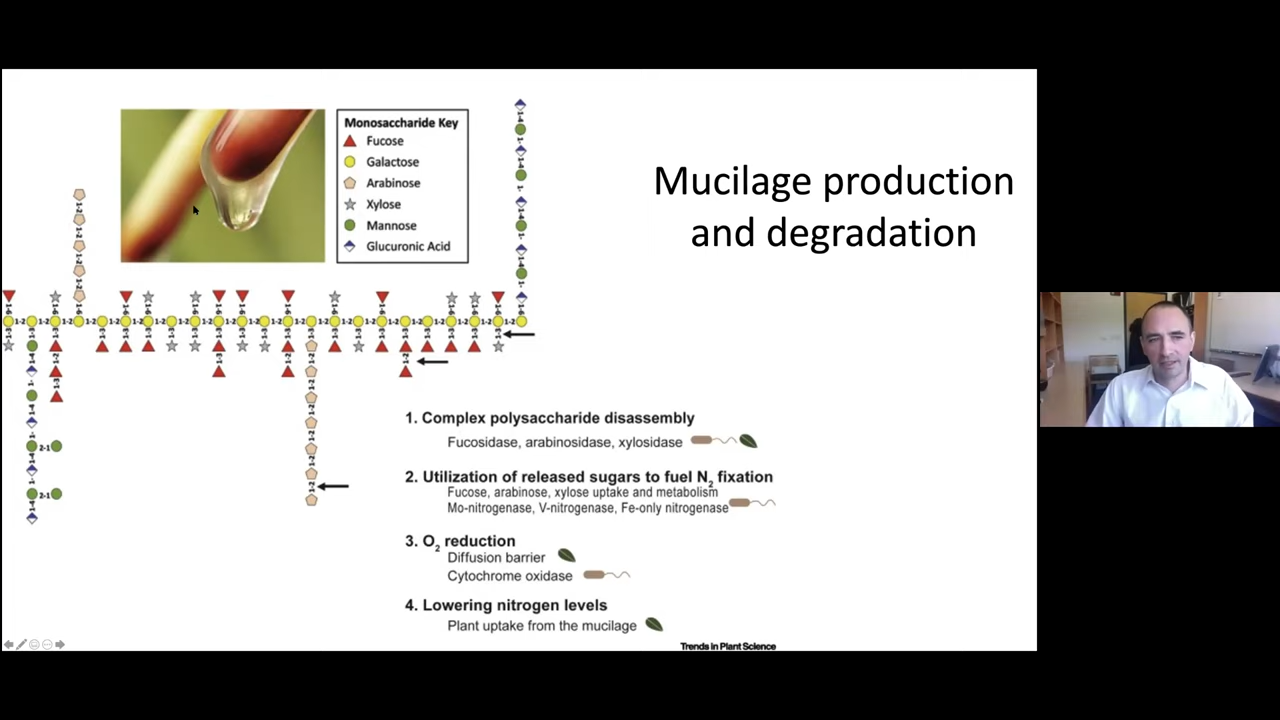 Mucilage production
and degradation
Monosaccharide Key
Fucose
Galactose
Arabinose
Xylose
Mannose
Glucuronic Acid
1. Complex polysaccharide disassembly
Fucosidase, arabinosidase, xylosidase
2. Utilization of released sugars to fuel N2 fixation
Fucose, arabinose, xylose uptake and metabolism
Mo-nitrogenase, V-nitrogenase, Fe-only nitrogenase
3. O2 reduction
Diffusion barrier
Cytochrome oxidase
4. Lowering nitrogen levels
Plant uptake from the mucilage
Trends in Plant Science